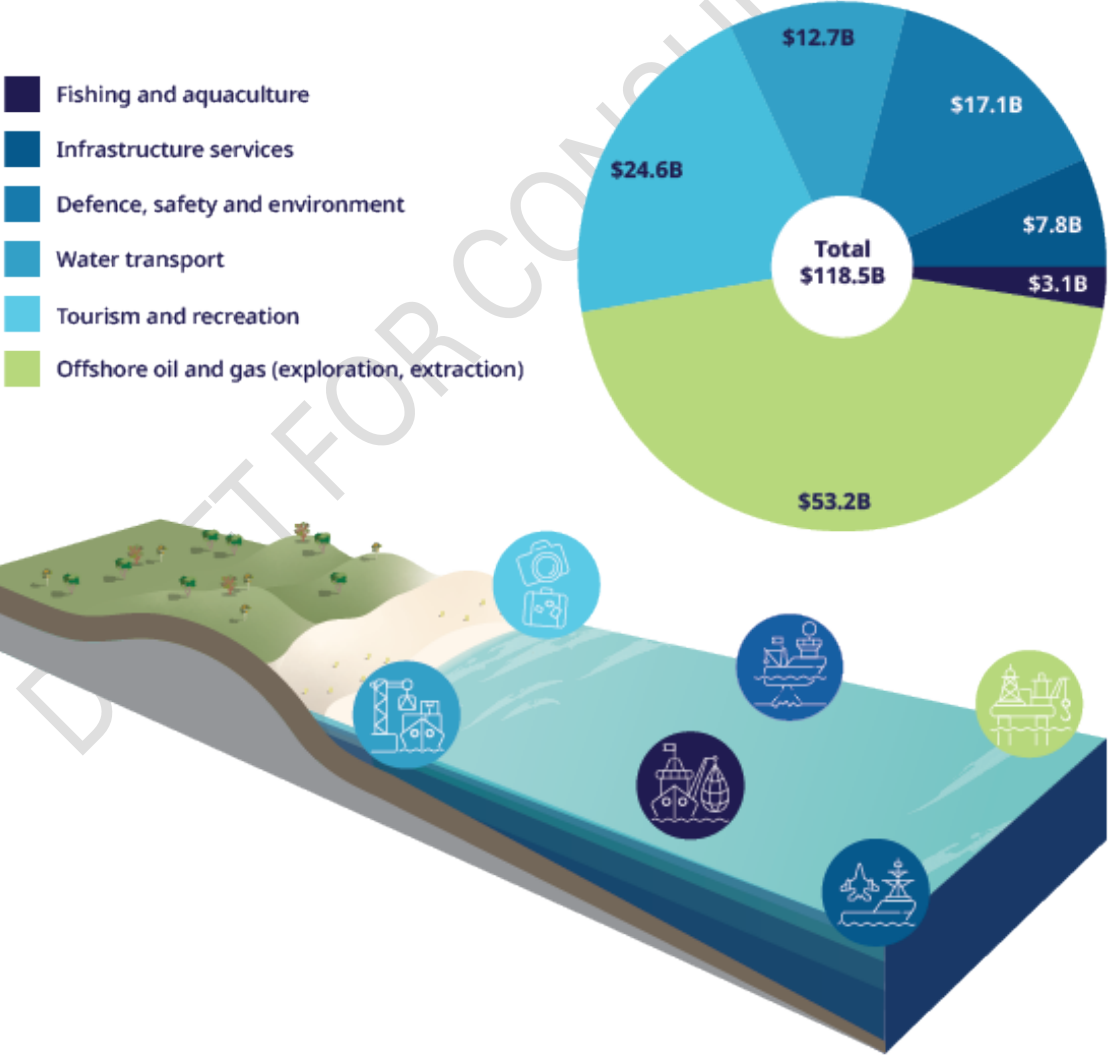 Fishing and aquaculture
Infrastructure services
Defence, safety and environment
Water transport
Tourism and recreation
Offshore oil and gas (exploration, extraction)
$12.7B
$17.1B
$24.6B
$7.8B
Total
$118.5B
$3.1B
$53.2B
FOR